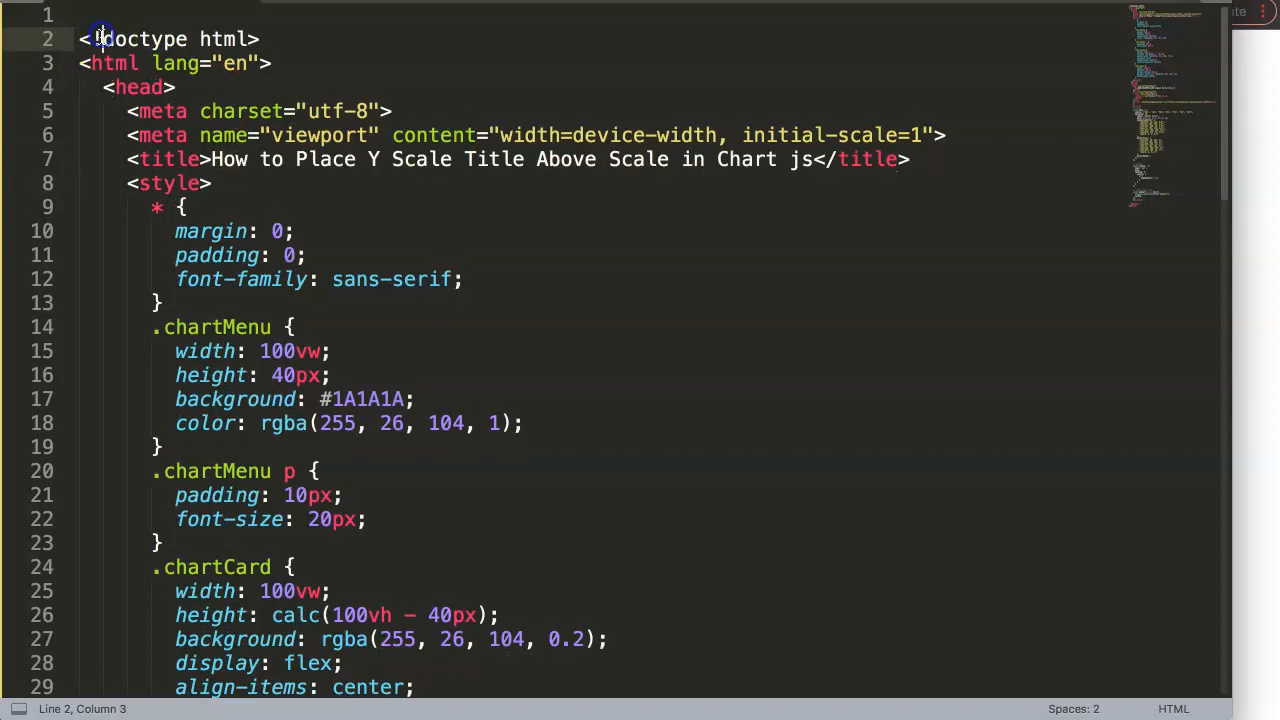 1
2 <!doctype html>
3 <html lang="en">
4 <head>
5 <meta charset="utf-8">
6 <meta name="viewport" content="width=device-width, initial-scale=1">
7 <title>How to Place Y Scale Title Above Scale in Chart js</title>
8 <style>
9 * {
10 margin: 0;
11 padding: 0;
12 font-family: sans-serif;
13 }
14 .chartMenu {
15 width: 100vw;
16 height: 40px;
17 background: #1A1A1A;
18 color: rgba(255, 26, 104, 1);
19 }
20 .chartMenu p {
21 padding: 10px;
22 font-size: 20px;
23 }
24 .chartCard {
25 width: 100vw;
26 height: calc(100vh - 40px);
27 background: rgba(255, 26, 104, 0.2);
28 display: flex;
29 align-items: center;
Line 2, Column 3 Spaces: 2 HTML